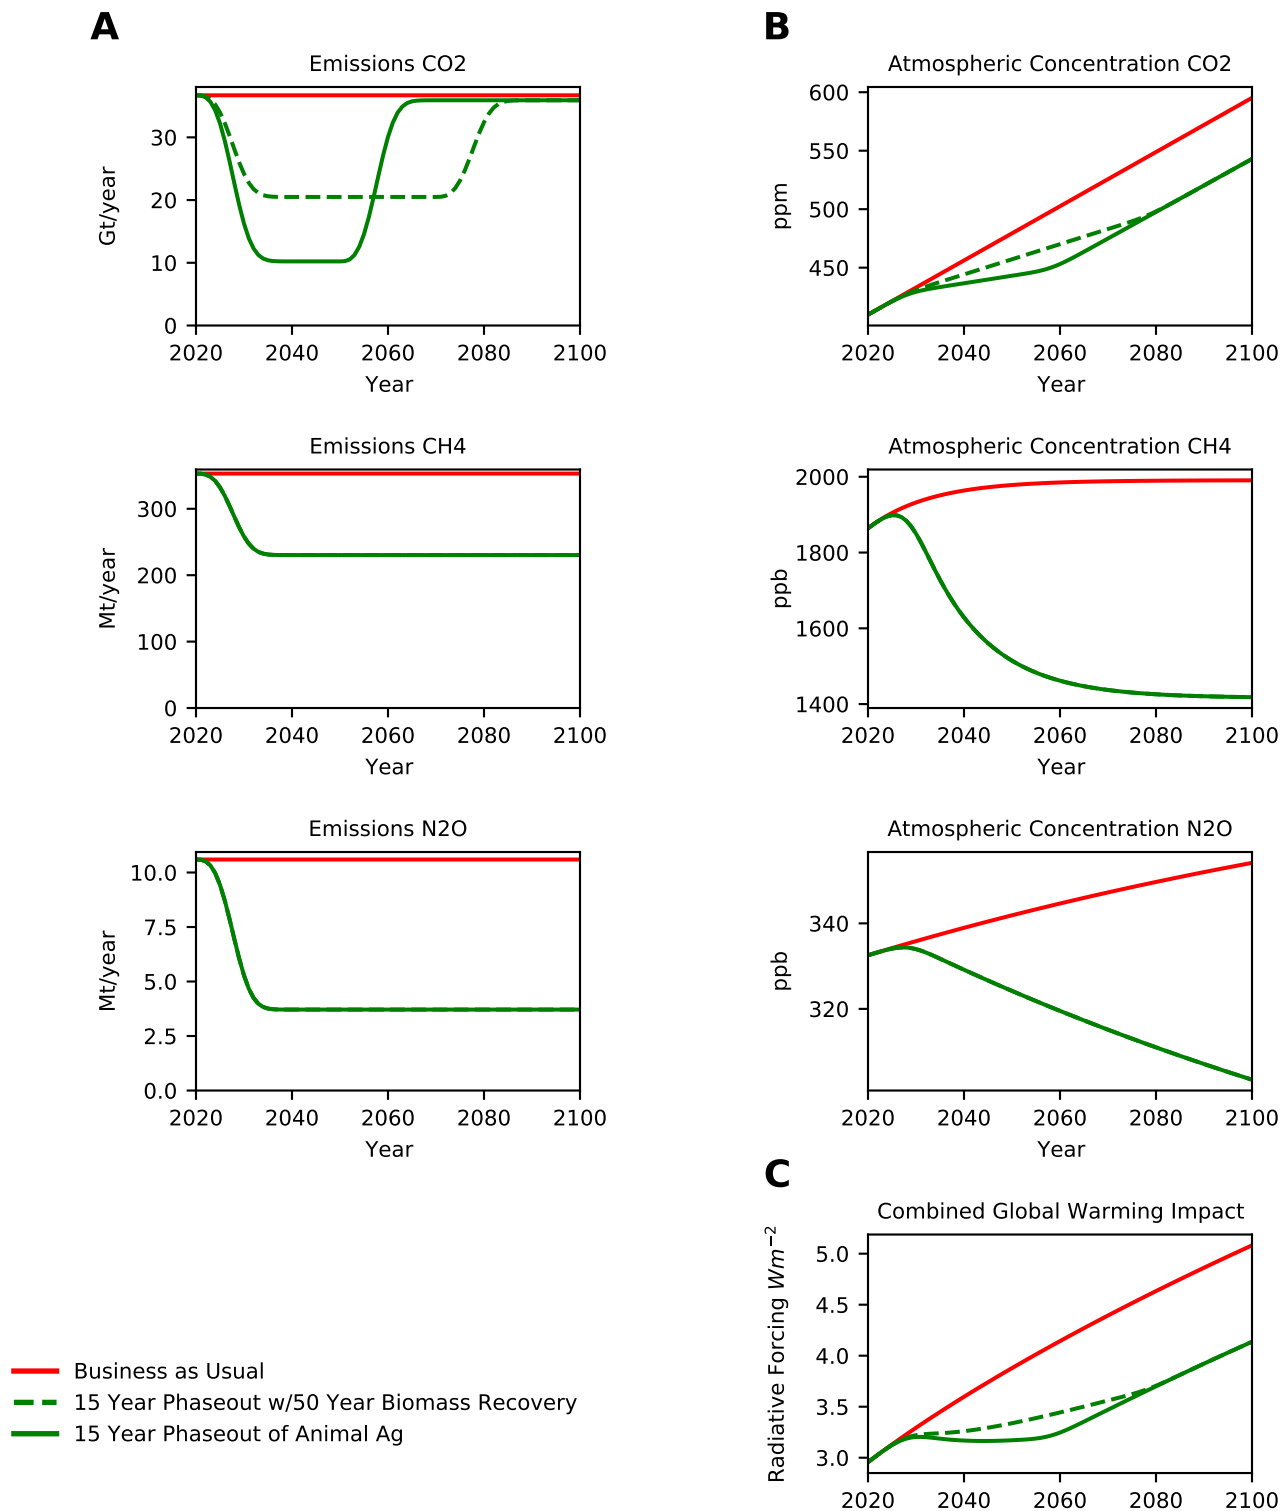 A
Emissions CO2
Gt/year
30
20
10
0
2020 2040 2060 2080 2100
Year
B
Atmospheric Concentration CO2
ppm
600
550
500
450
2020 2040 2060 2080 2100
Year
Emissions CH4
Mt/year
300
200
100
0
2020 2040 2060 2080 2100
Year
Atmospheric Concentration CH4
ppb
2000
1800
1600
1400
2020 2040 2060 2080 2100
Year
Emissions N2O
Mt/year
10.0
7.5
5.0
2.5
0.0
2020 2040 2060 2080 2100
Year
Atmospheric Concentration N2O
ppb
340
320
2020 2040 2060 2080 2100
Year
C
Combined Global Warming Impact
Radiative Forcing Wm⁻²
5.0
4.5
4.0
3.5
3.0
2020 2040 2060 2080 2100
Business as Usual
15 Year Phaseout w/50 Year Biomass Recovery
15 Year Phaseout of Animal Ag